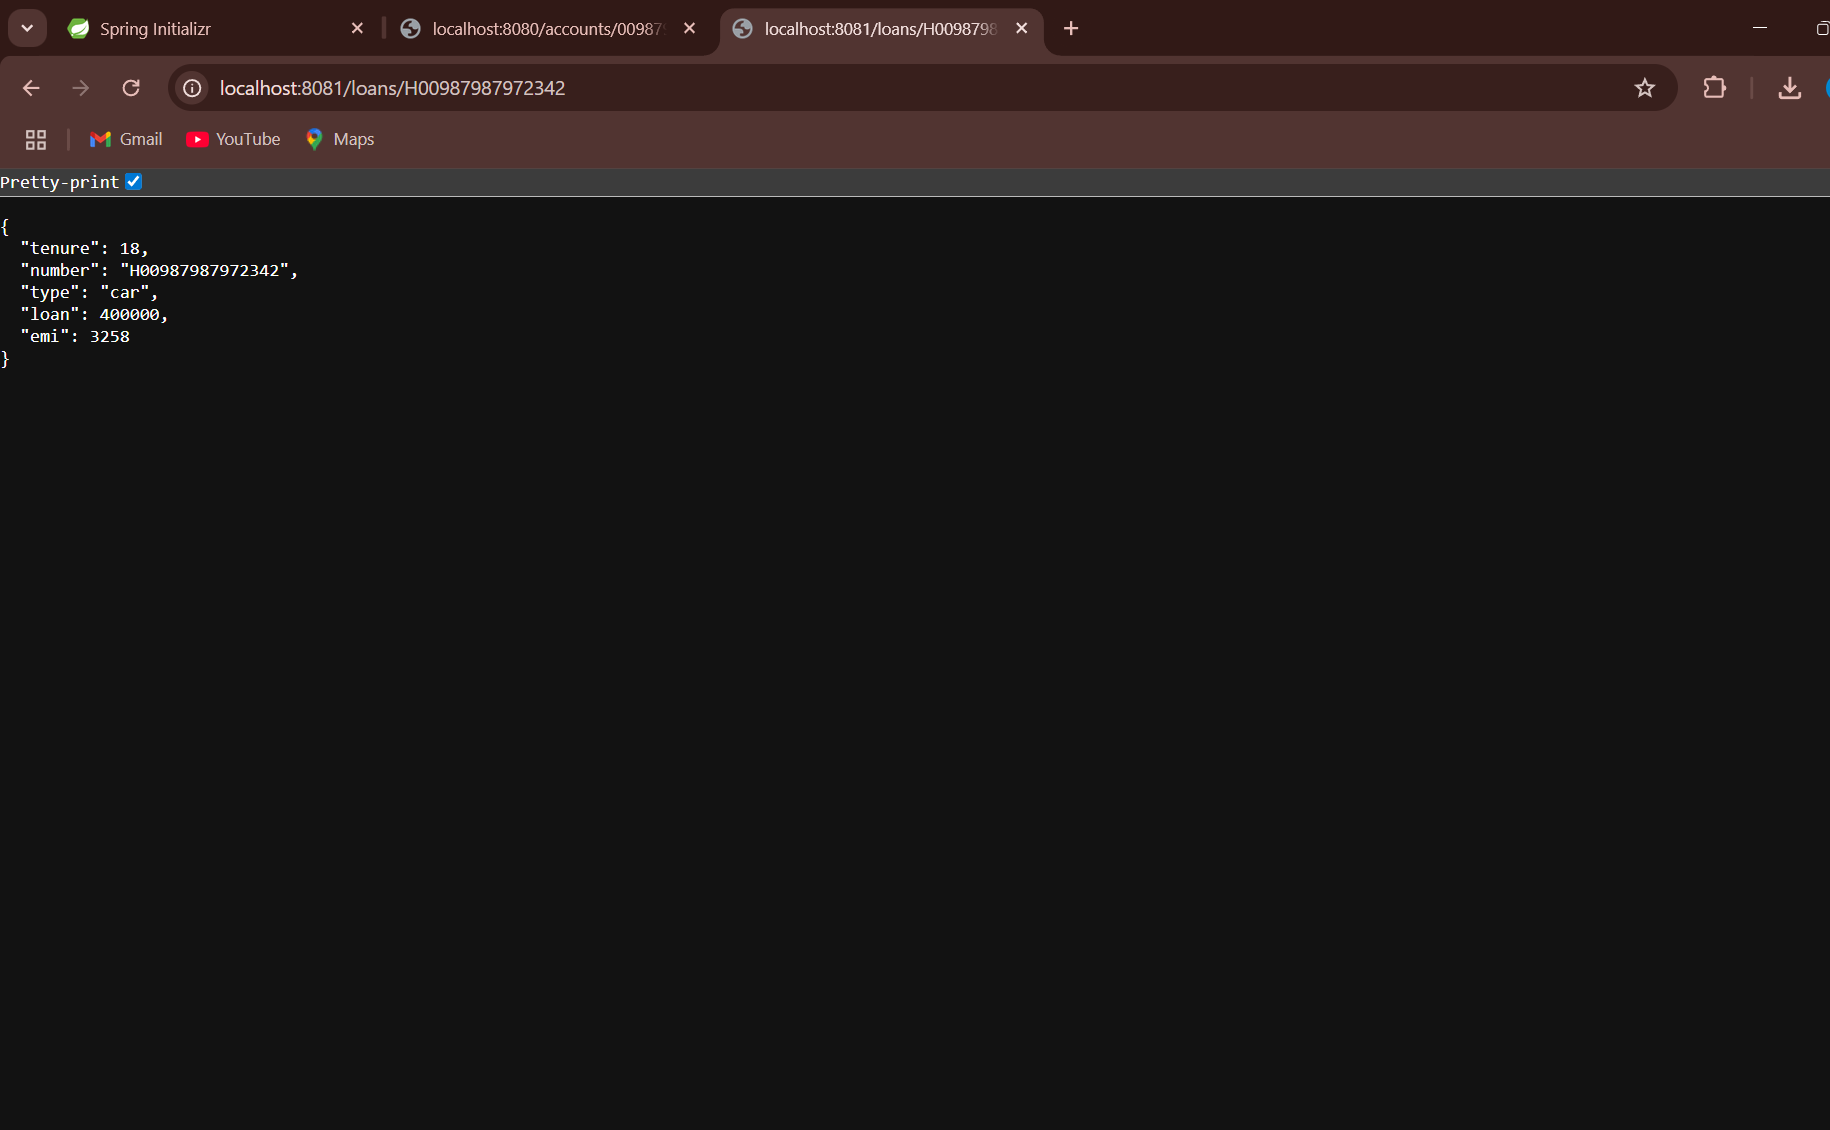 Spring Initializr
localhost:8080/accounts/00987
localhost:8081/loans/H0098798
localhost:8081/loans/H00987987972342
Gmail
YouTube
Maps
Pretty-print
{
"tenure": 18,
"number": "H00987987972342",
"type": "car",
"loan": 400000,
"emi": 3258
}